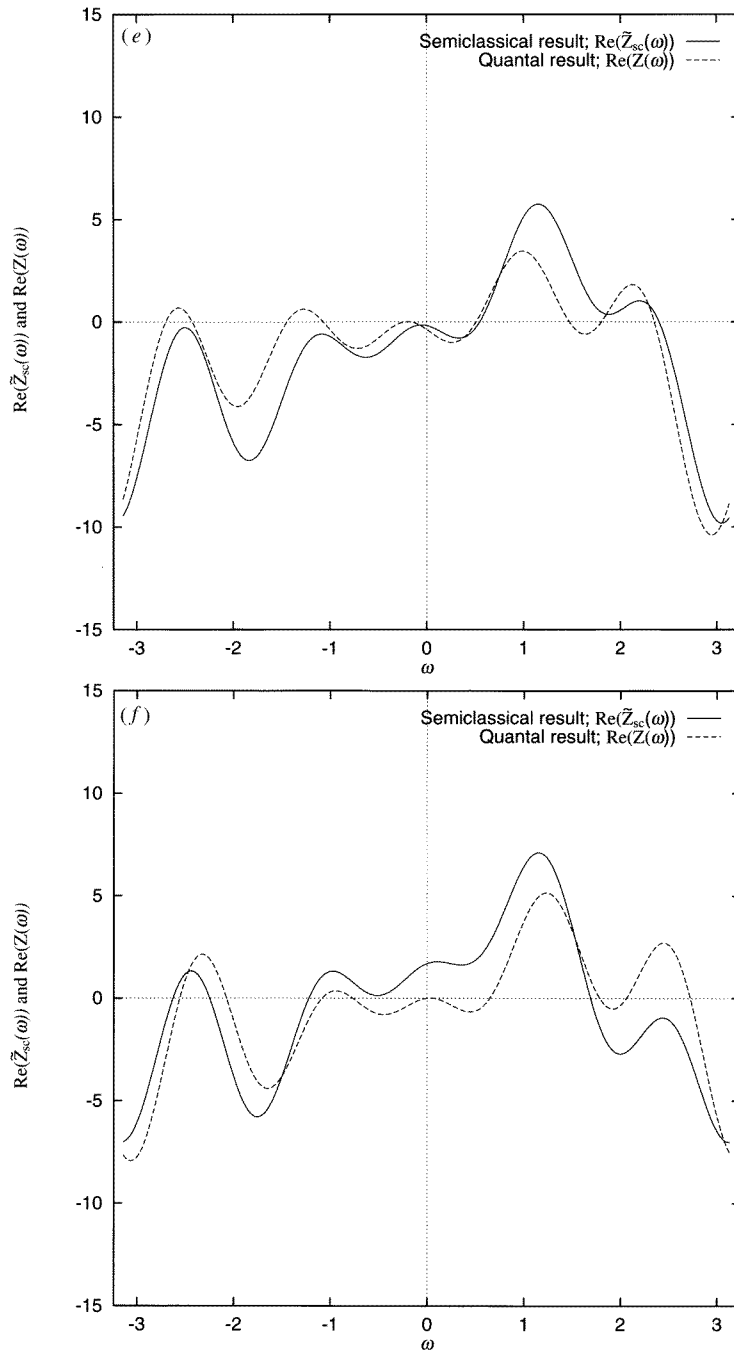 (e)
Semiclassical result; Re(Z̃sc(ω))
Quantal result; Re(Z(ω))
15
10
5
0
-5
-10
-15
Re(Z̃sc(ω)) and Re(Z(ω))
-3 -2 -1 0 1 2 3
ω
(f)
Semiclassical result; Re(Z̃sc(ω))
Quantal result; Re(Z(ω))
15
10
5
0
-5
-10
-15
Re(Z̃sc(ω)) and Re(Z(ω))
-3 -2 -1 0 1 2 3
ω